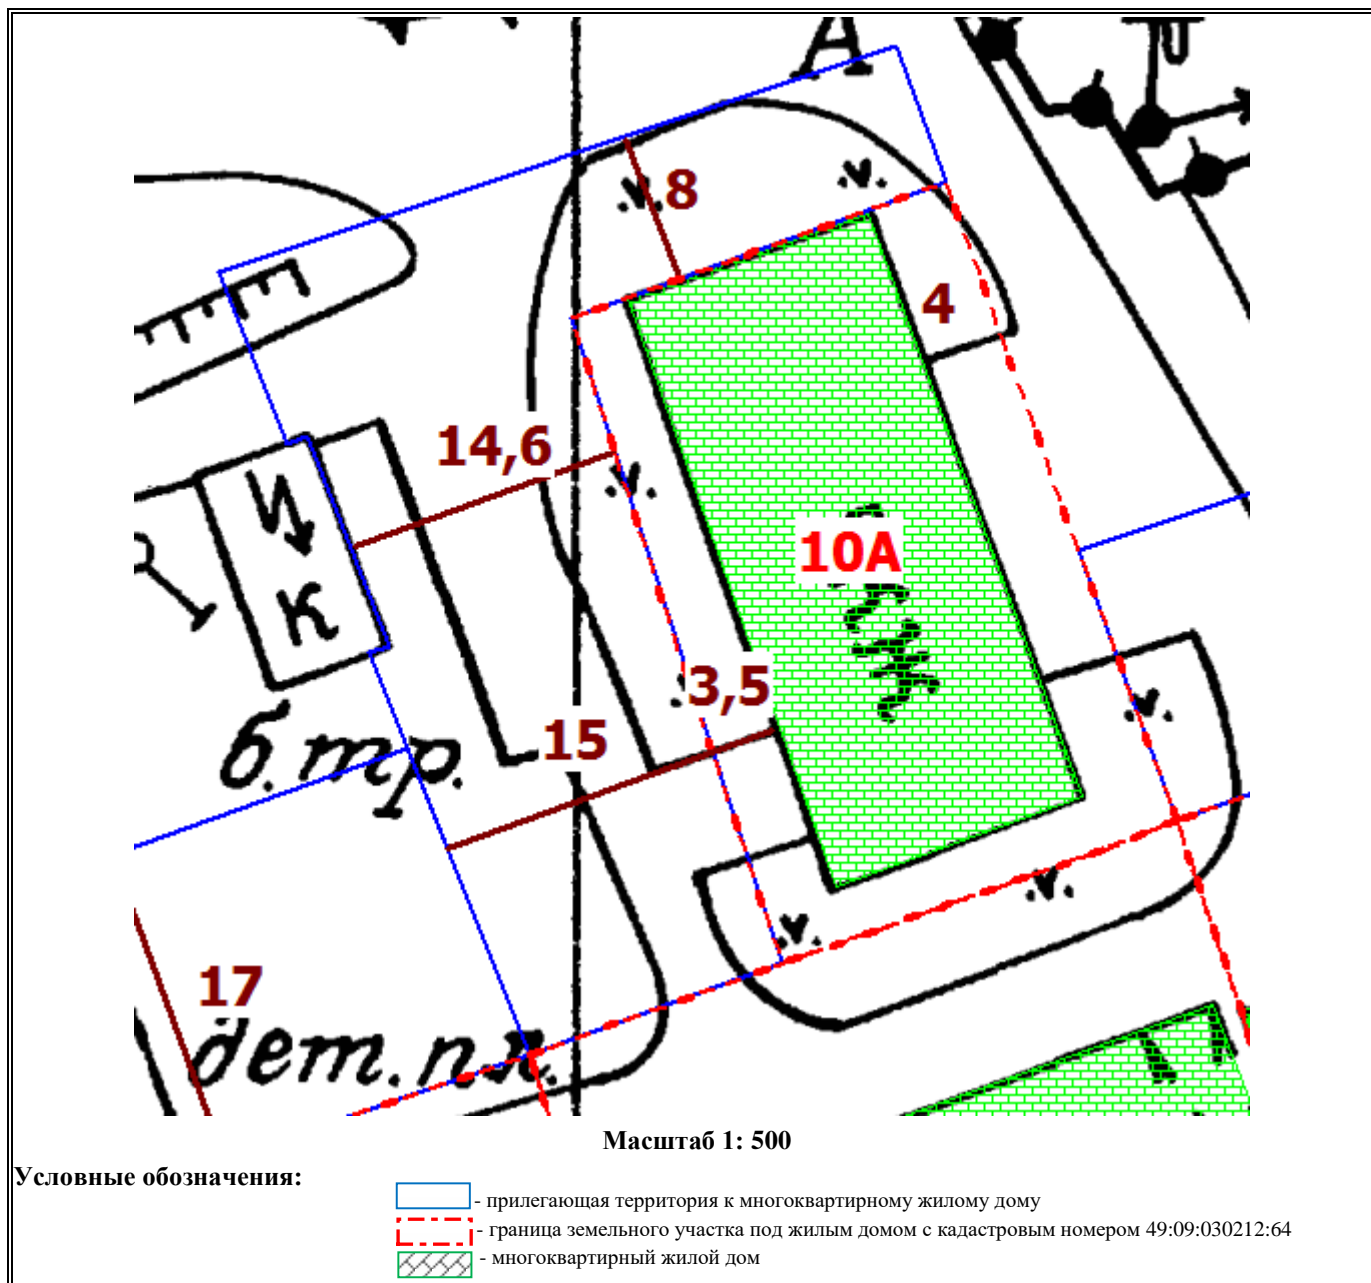 А
8
4
14,6
И
К
10А
КЖ
3,5
15
б.тр.
17
дет.пл.
Масштаб 1: 500
Условные обозначения:
- прилегающая территория к многоквартирному жилому дому
- граница земельного участка под жилым домом с кадастровым номером 49:09:030212:64
- многоквартирный жилой дом